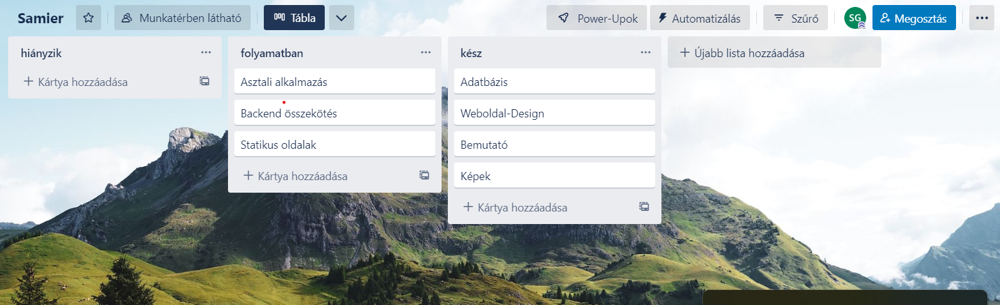 Samier
Munkatérben látható
Tábla
Power-Upok
Automatizálás
Szűrő
SG
Megosztás
hiányzik
Kártya hozzáadása
folyamatban
Asztali alkalmazás
Backend összekötés
Statikus oldalak
Kártya hozzáadása
kész
Adatbázis
Weboldal-Design
Bemutató
Képek
Kártya hozzáadása
Újabb lista hozzáadása